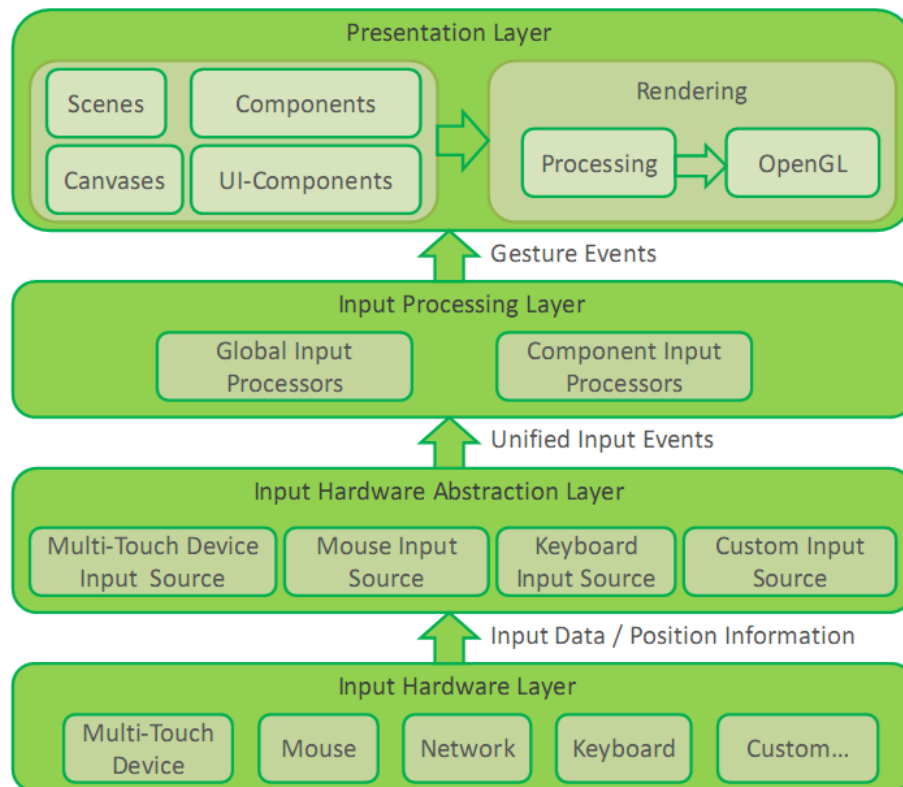 Presentation Layer
Scenes
Components
Canvases
UI-Components
Rendering
Processing
OpenGL
Gesture Events
Input Processing Layer
Global Input
Processors
Component Input
Processors
Unified Input Events
Input Hardware Abstraction Layer
Multi-Touch Device
Input Source
Mouse Input
Source
Keyboard
Input Source
Custom Input
Source
Input Data / Position Information
Input Hardware Layer
Multi-Touch
Device
Mouse
Network
Keyboard
Custom...